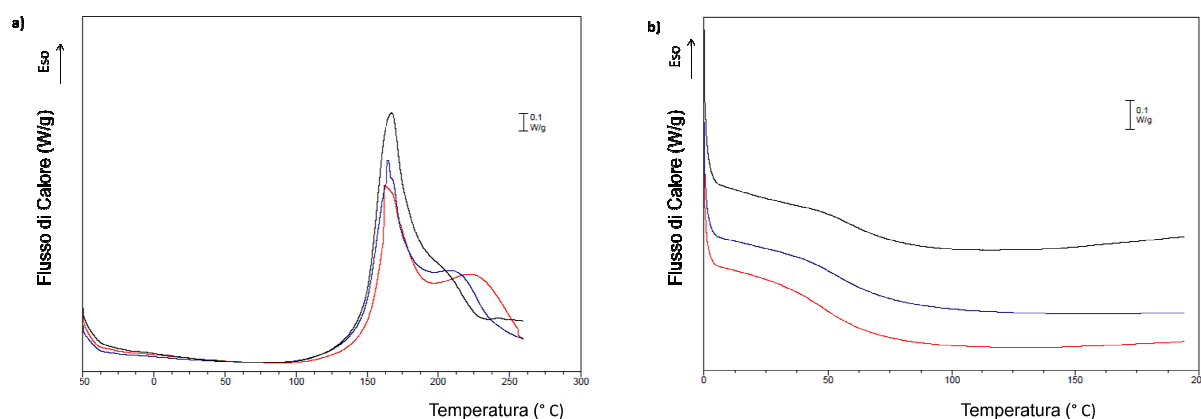 a)
Eso
Flusso di Calore (W/g)
0.1
W/g
50
0
50
100
150
200
250
300
Temperatura (° C)
b)
Eso
Flusso di Calore (W/g)
0.1
W/g
0
50
100
150
20
Temperatura (° C)